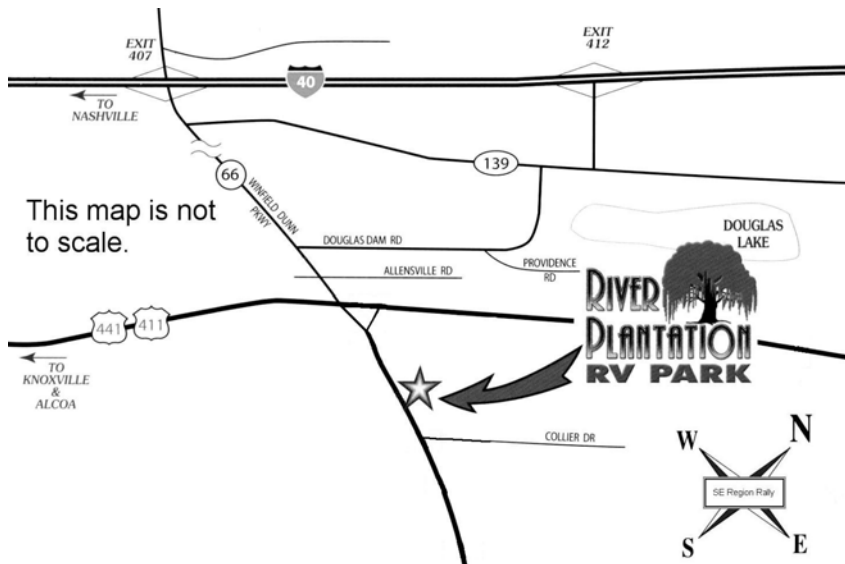 EXIT
407
EXIT
412
40
TO
NASHVILLE
139
66
WINFIELD DUNN
PKWY
This map is not
to scale.
DOUGLAS
LAKE
DOUGLAS DAM RD
PROVIDENCE
RD
ALLENSVILLE RD
RIVER
PLANTATION
RV PARK
441
411
TO
KNOXVILLE
&
ALCOA
COLLIER DR
W
N
SE Region Rally
S
E